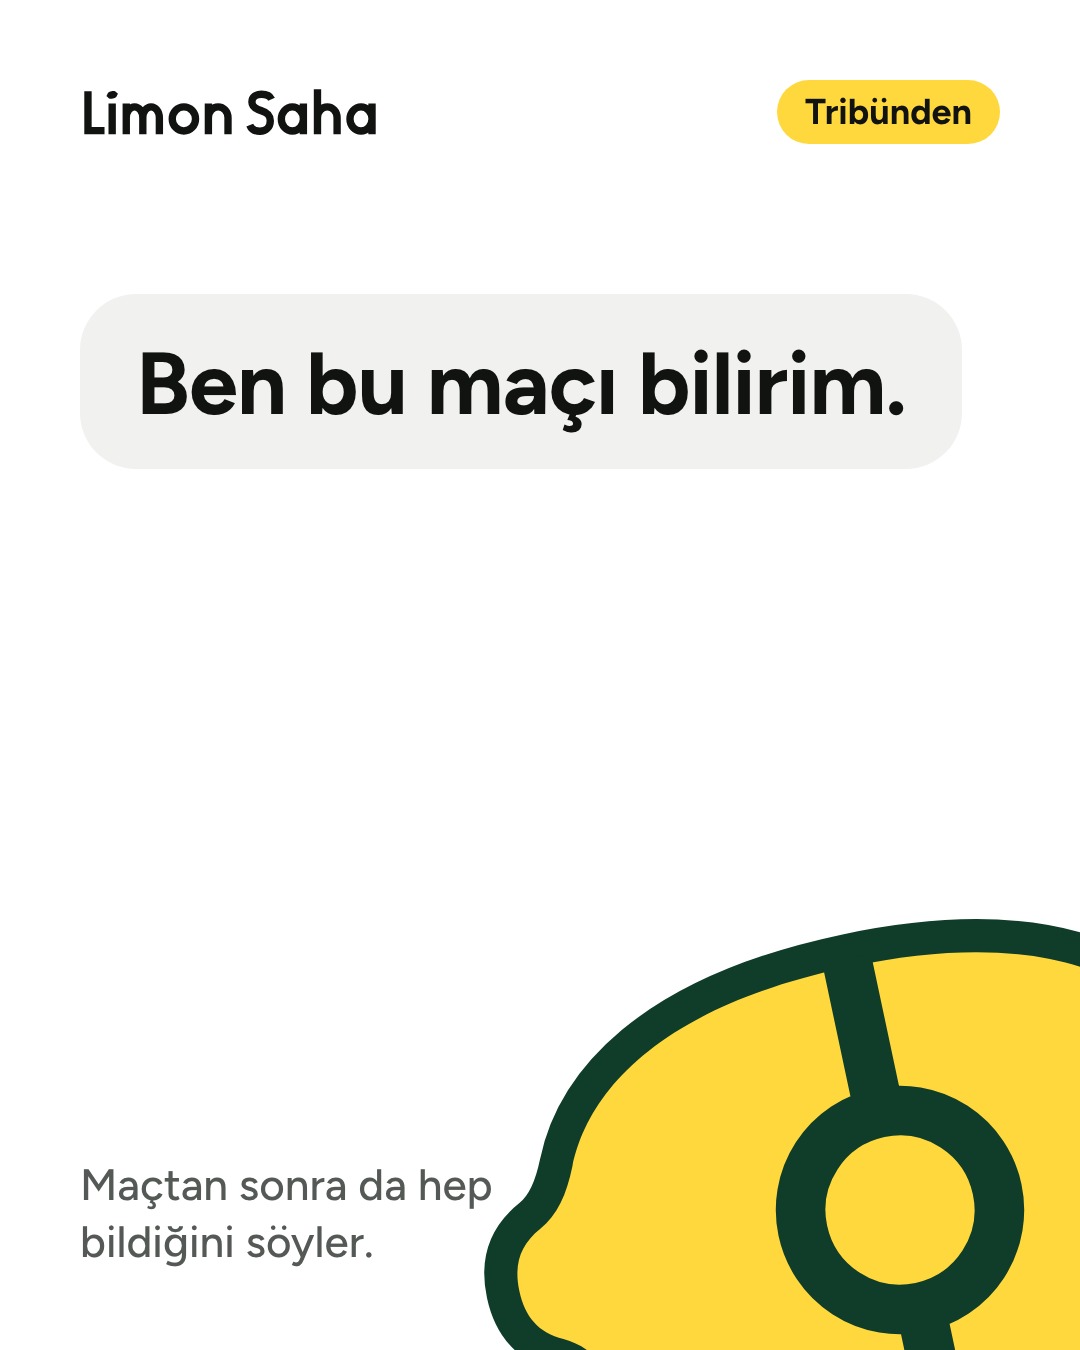 Limon Saha
Tribünden
Ben bu maçı bilirim.
Maçtan sonra da hep
bildiğini söyler.